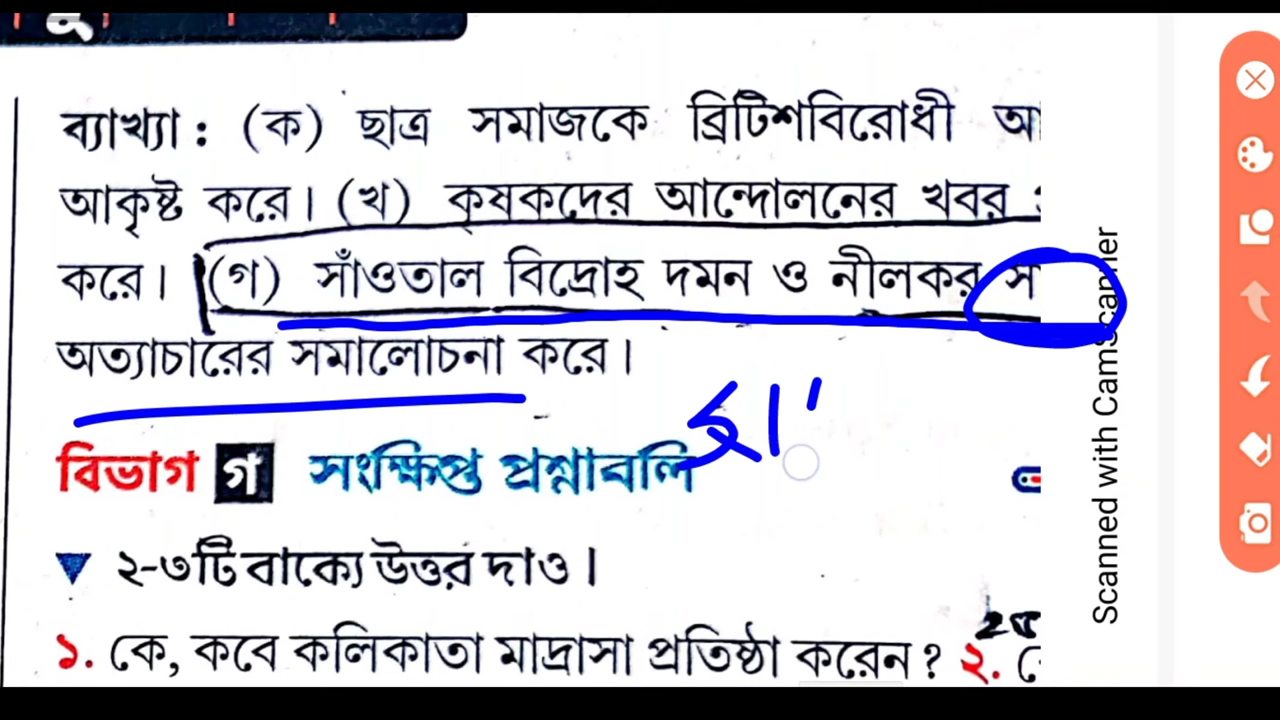 ব্যাখ্যা : (ক) ছাত্র সমাজকে ব্রিটিশবিরোধী
আকৃষ্ট করে। (খ) কৃষকদের আন্দোলনের খবর
করে। (গ) সাঁওতাল বিদ্রোহ দমন ও নীলকর
অত্যাচারের সমালোচনা করে।
বিভাগ গ সংক্ষিপ্ত প্রশ্নাবলি
২-৩টি বাক্যে উত্তর দাও।
১. কে, কবে কলিকাতা মাদ্রাসা প্রতিষ্ঠা করেন? ২.
Scanned with CamScanner